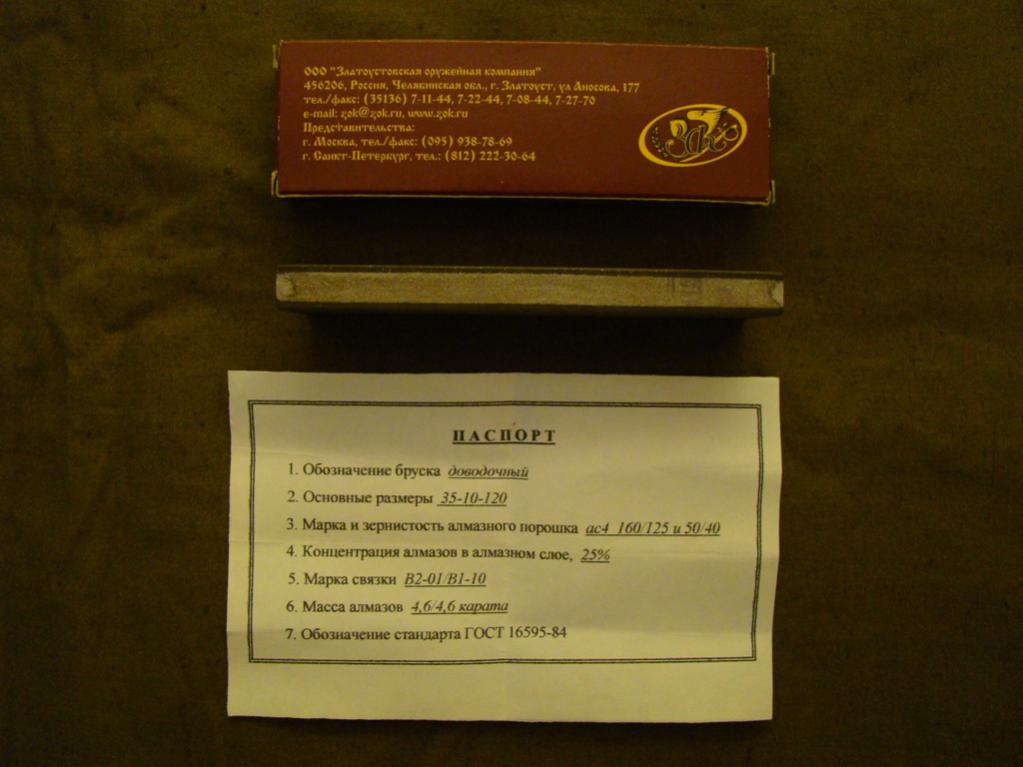 ООО "Златоустовская оружейная компания"
456206, Россия, Челябинская обл., г. Златоуст, ул Аносова, 177
тел./факс: (35136) 7-11-44, 7-22-44, 7-08-44, 7-27-70
e-mail: zok@zok.ru, www.zok.ru
Представительства:
г. Москва, тел./факс: (095) 938-78-69
г. Санкт-Петербург, тел.: (812) 222-30-64
ЗОК
ПАСПОРТ
1. Обозначение бруска доводочный
2. Основные размеры 35-10-120
3. Марка и зернистость алмазного порошка ас4 160/125 и 50/40
4. Концентрация алмазов в алмазном слое, 25%
5. Марка связки В2-01/В1-10
6. Масса алмазов 4,6/4,6 карата
7. Обозначение стандарта ГОСТ 16595-84